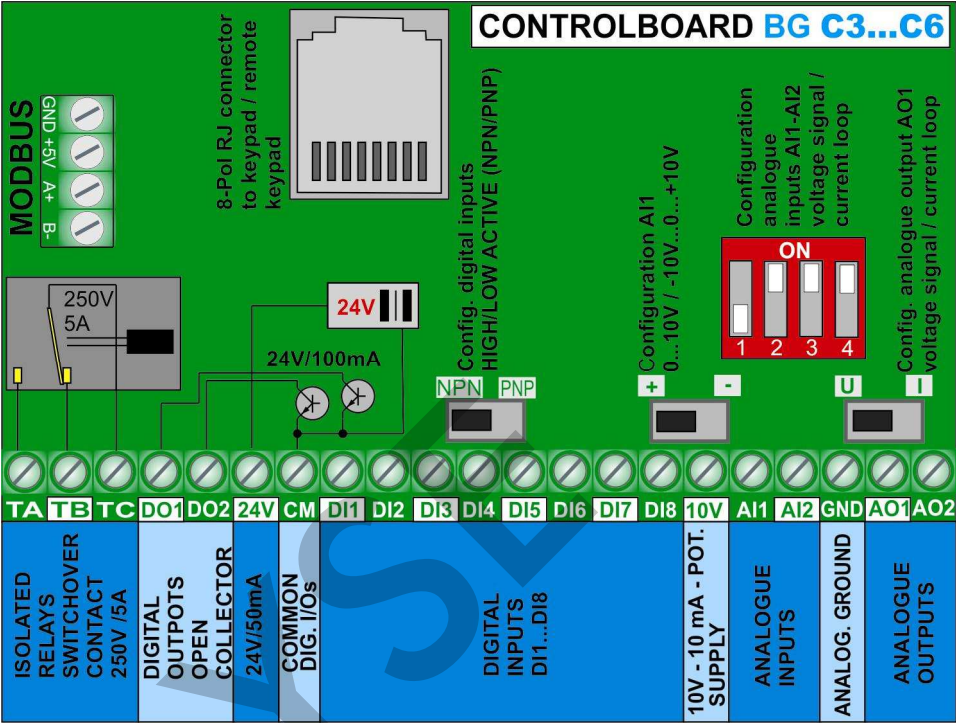 CONTROLBOARD BG C3...C6
MODBUS
GND +5V A+ B-
8-Pol RJ connector
to keypad / remote
keypad
Config. digital inputs
HIGH/LOW ACTIVE (NPN/PNP)
Configuration AI1
0...10V / -10V...0...+10V
Configuration
analogue
inputs AI1-AI2
voltage signal /
current loop
Config. analogue output AO1
voltage signal / current loop
ON
1 2 3 4
250V
5A
24V
24V/100mA
NPN PNP
+ -
U I
TA TB TC DO1 DO2 24V CM DI1 DI2 DI3 DI4 DI5 DI6 DI7 DI8 10V AI1 AI2 GND AO1 AO2
ISOLATED
RELAYS
SWITCHOVER
CONTACT
250V /5A
DIGITAL
OUTPOTS
OPEN
COLLECTOR
24V/50mA
COMMON
DIG. I/Os
DIGITAL
INPUTS
DI1...DI8
10V - 10 mA - POT.
SUPPLY
ANALOGUE
INPUTS
ANALOG. GROUND
ANALOGUE
OUTPUTS
YSE